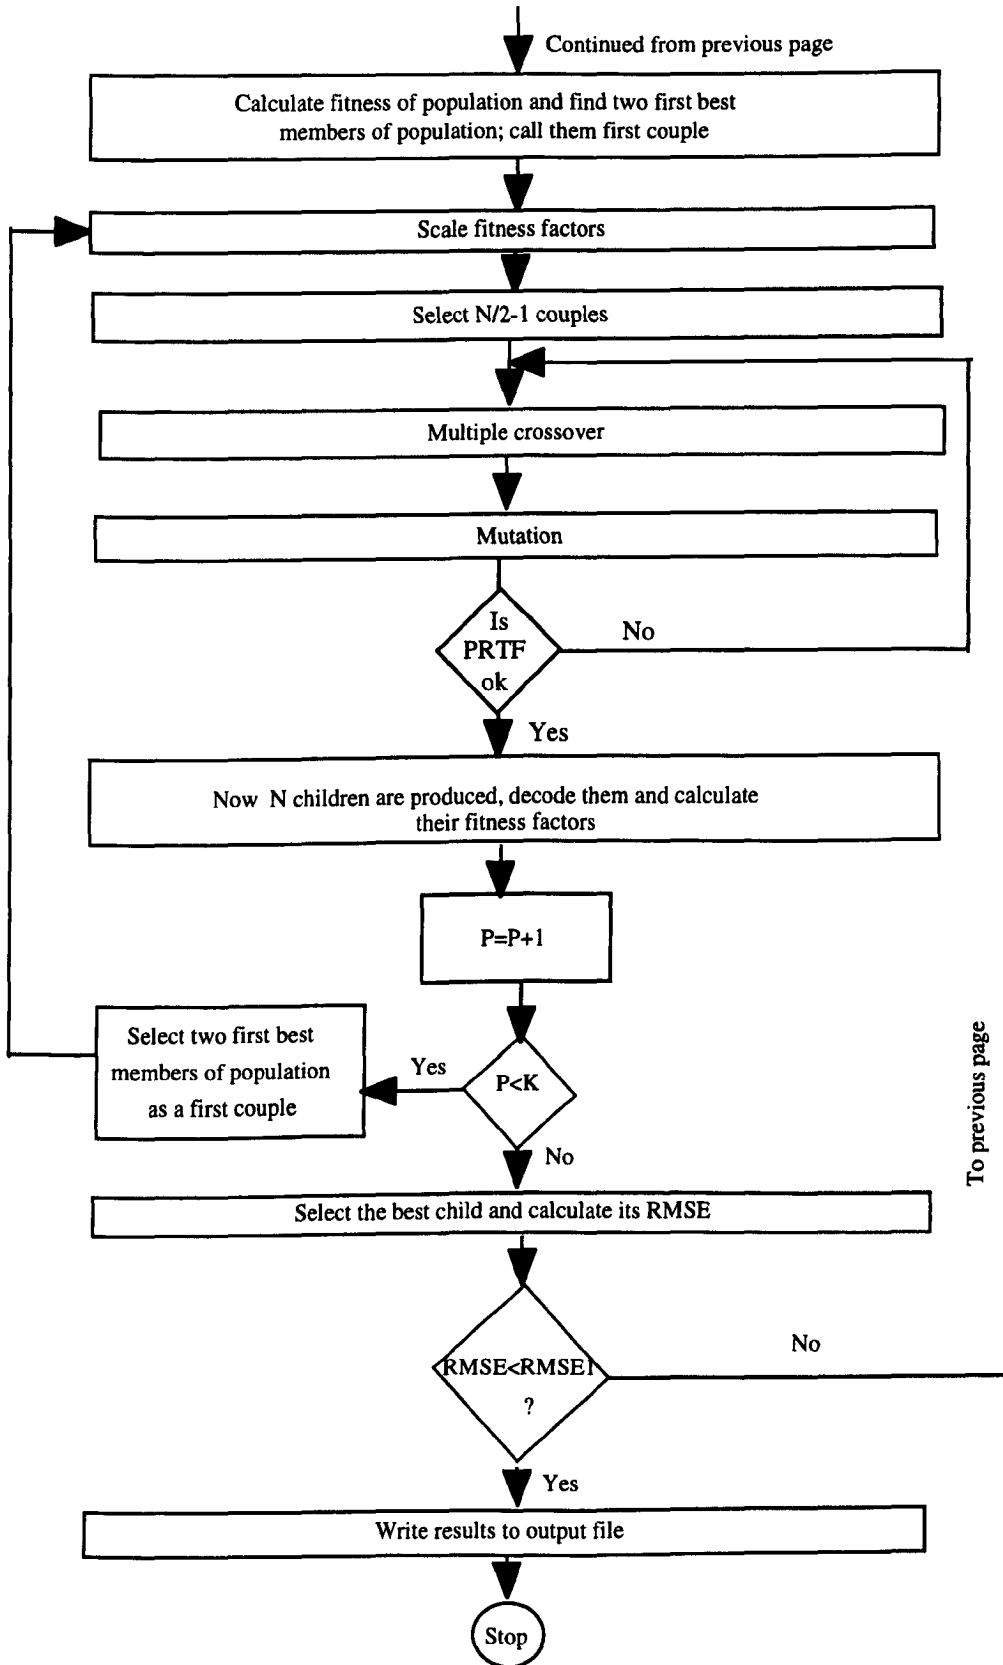 Continued from previous page
Calculate fitness of population and find two first best
members of population; call them first couple
Scale fitness factors
Select N/2-1 couples
Multiple crossover
Mutation
Is
PRTF
ok
No
Yes
Now N children are produced, decode them and calculate
their fitness factors
P=P+1
Select two first best
members of population
as a first couple
Yes
P<K
No
To previous page
Select the best child and calculate its RMSE
RMSE<RMSE1
?
No
Yes
Write results to output file
Stop